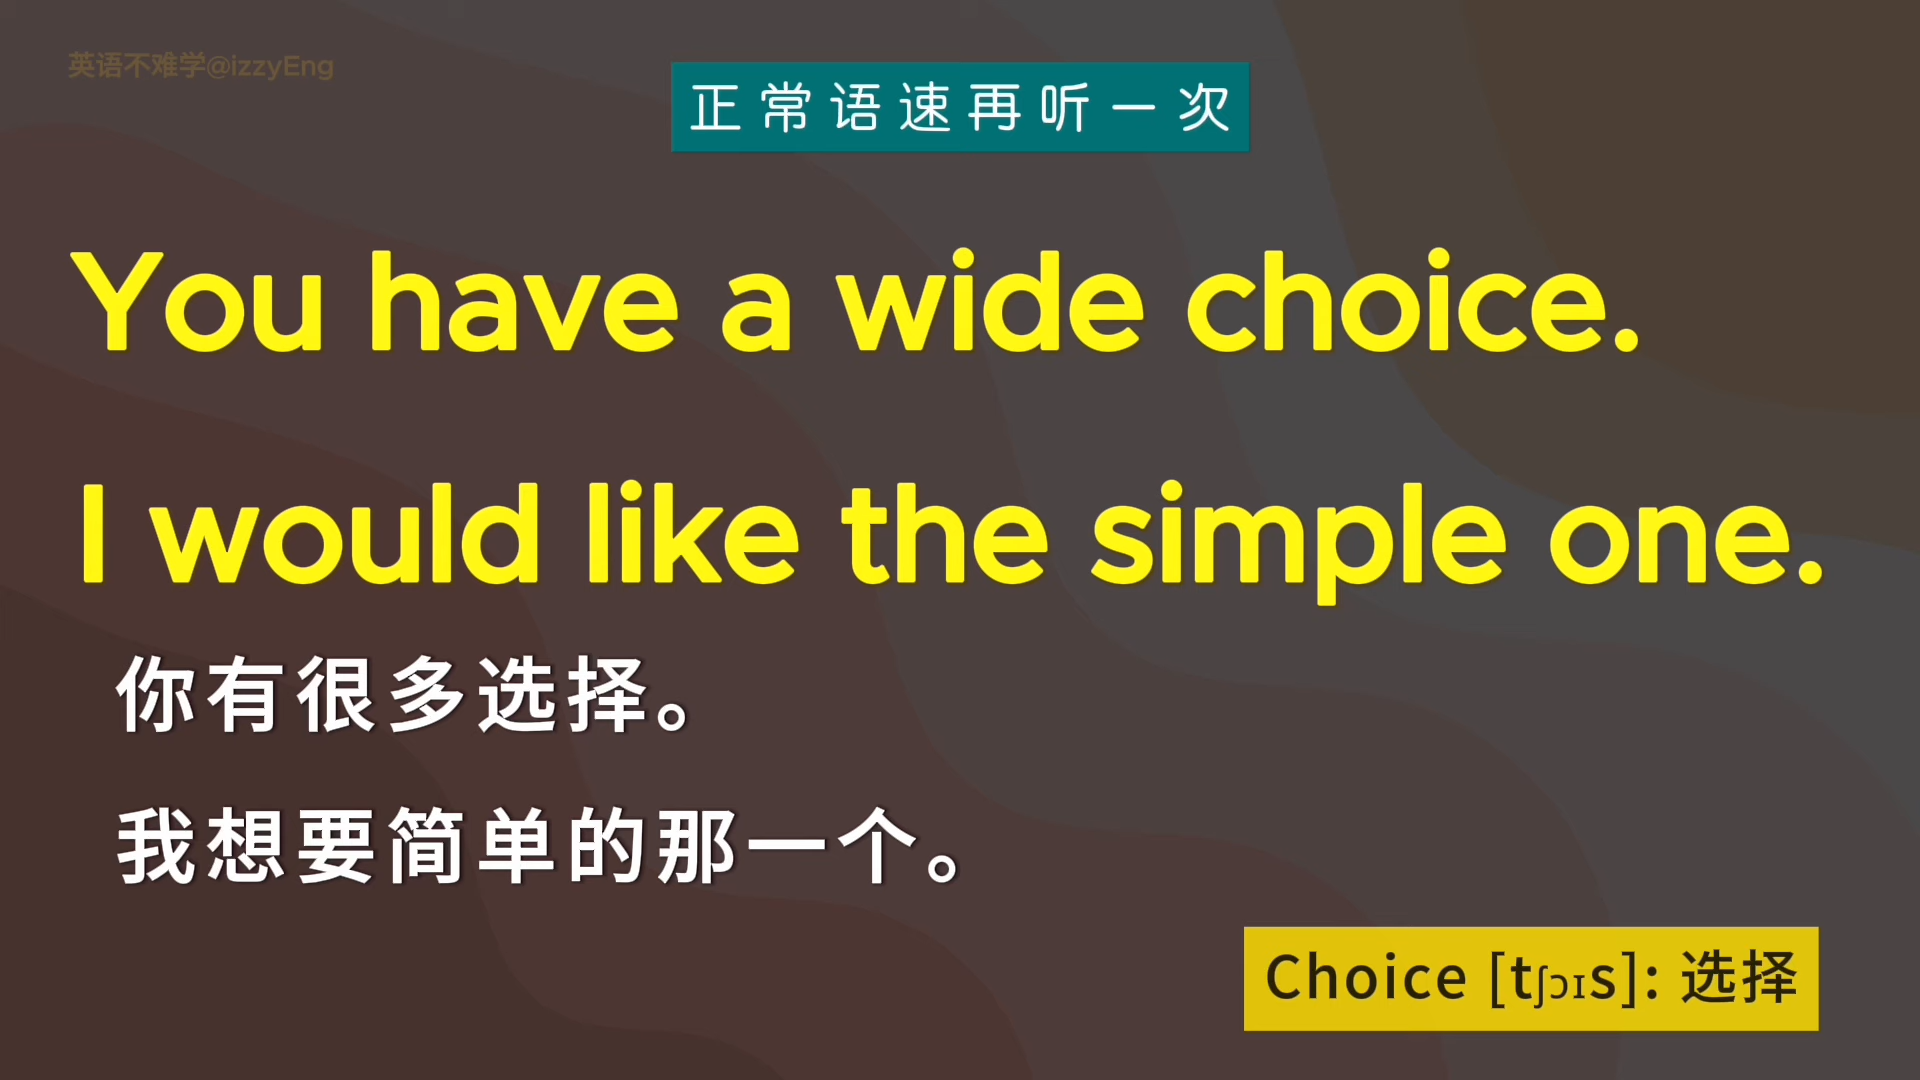 英语不难学@izzyEng
正常语速再听一次
You have a wide choice.
I would like the simple one.
你有很多选择。
我想要简单的那一个。
Choice [tʃɔɪs]: 选择